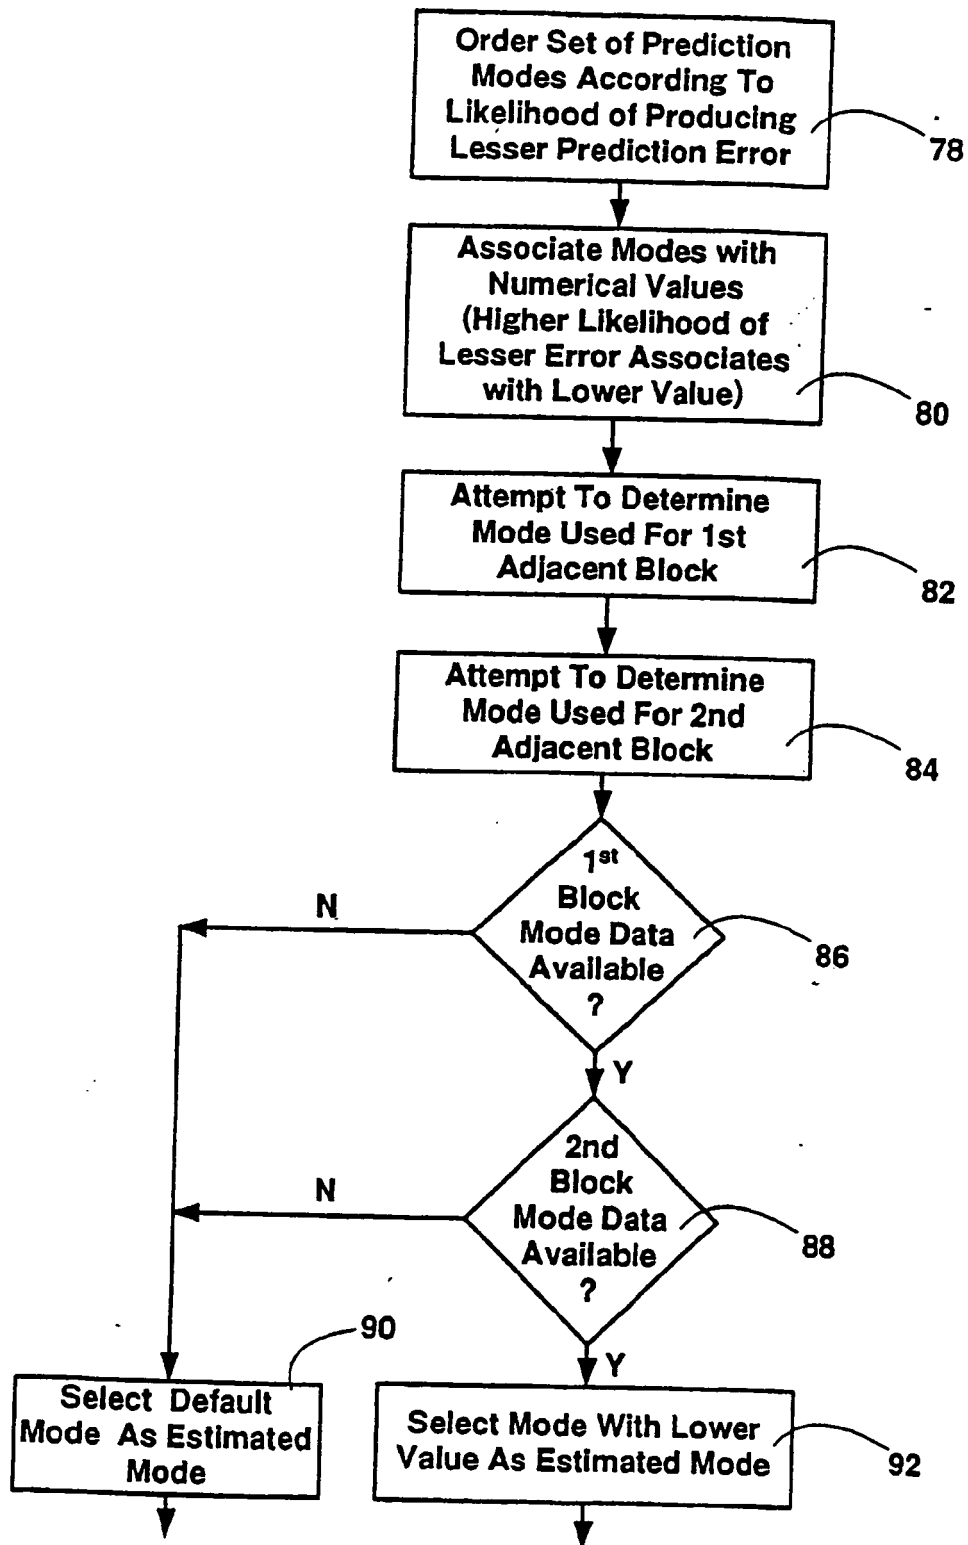 Order Set of Prediction
Modes According To
Likelihood of Producing
Lesser Prediction Error
78
Associate Modes with
Numerical Values
(Higher Likelihood of
Lesser Error Associates
with Lower Value)
80
Attempt To Determine
Mode Used For 1st
Adjacent Block
82
Attempt To Determine
Mode Used For 2nd
Adjacent Block
84
1st
Block
Mode Data
Available
?
86
N
Y
2nd
Block
Mode Data
Available
?
88
N
Y
90
Select Default
Mode As Estimated
Mode
Select Mode With Lower
Value As Estimated Mode
92